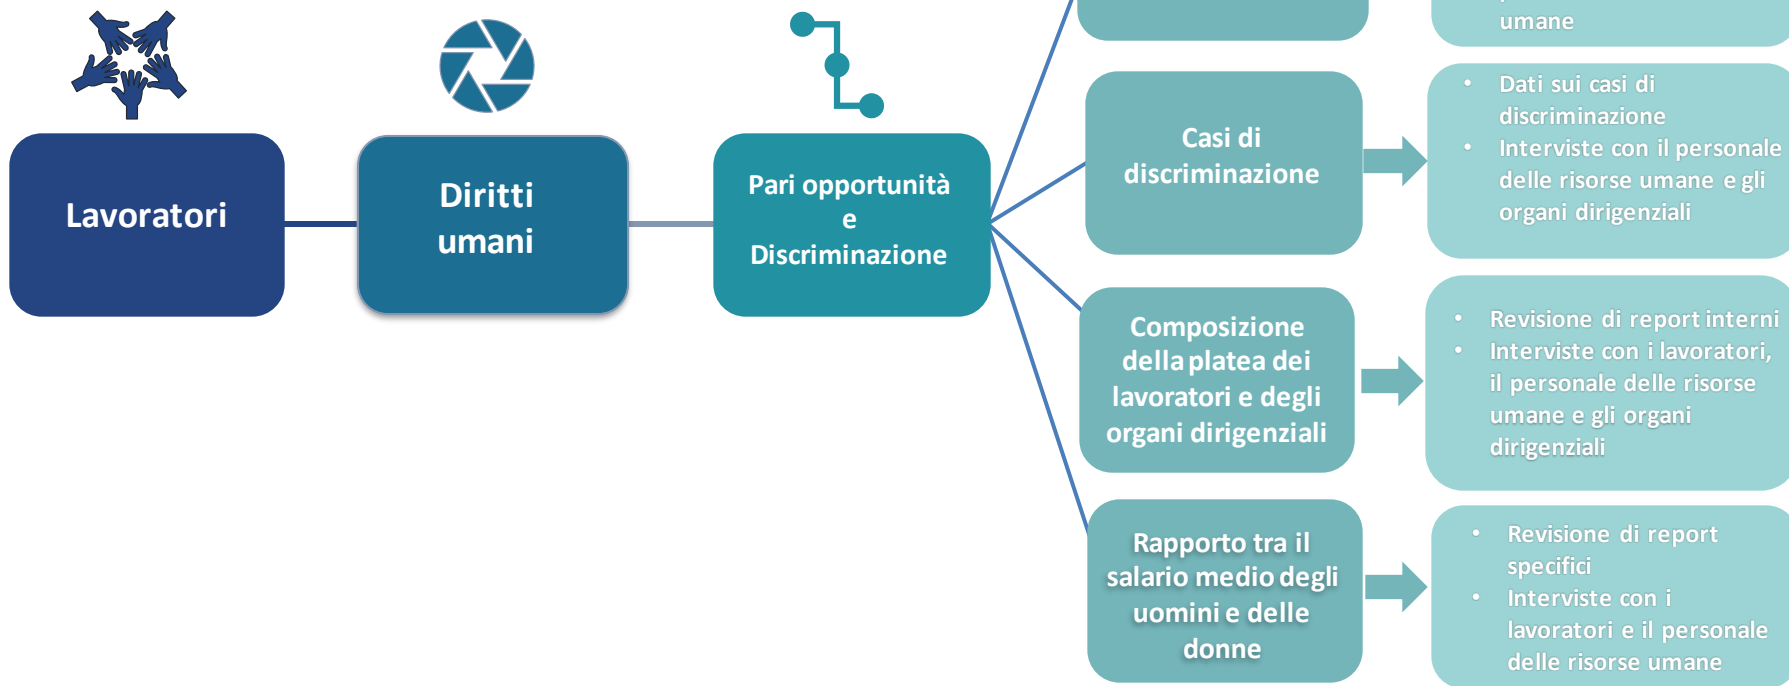 umane
Lavoratori
Diritti
umani
Pari opportunità
e
Discriminazione
Casi di
discriminazione
• Dati sui casi di
discriminazione
• Interviste con il personale
delle risorse umane e gli
organi dirigenziali
Composizione
della platea dei
lavoratori e degli
organi dirigenziali
• Revisione di report interni
• Interviste con i lavoratori,
il personale delle risorse
umane e gli organi
dirigenziali
Rapporto tra il
salario medio degli
uomini e delle
donne
• Revisione di report
specifici
• Interviste con i
lavoratori e il personale
delle risorse umane